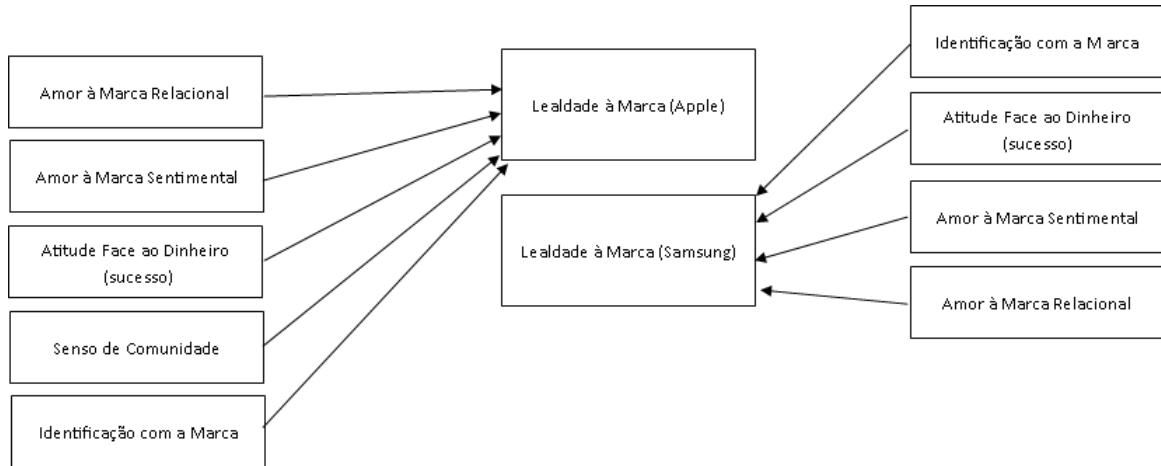 Amor à Marca Relacional
Amor à Marca Sentimental
Atitude Face ao Dinheiro
(sucesso)
Senso de Comunidade
Identificação com a Marca
Lealdade à Marca (Apple)
Lealdade à Marca (Samsung)
Identificação com a M arca
Atitude Face ao Dinheiro
(sucesso)
Amor à Marca Sentimental
Amor à Marca Relacional